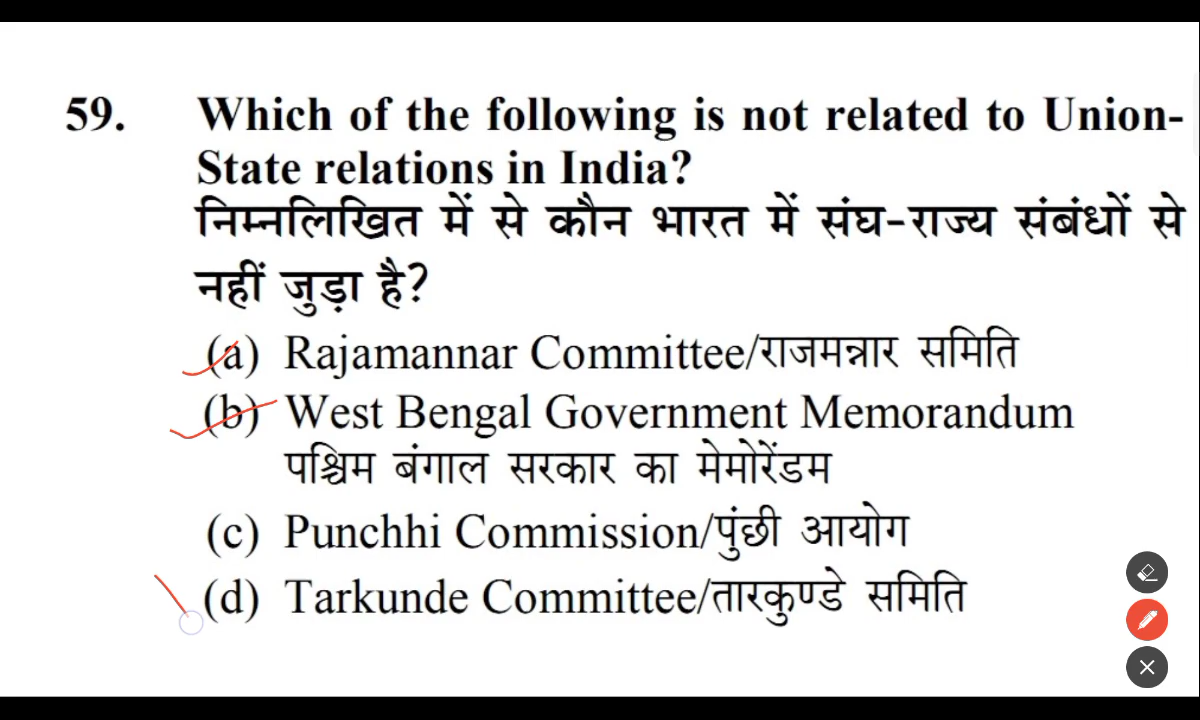 59. Which of the following is not related to Union-
State relations in India?
निम्नलिखित में से कौन भारत में संघ-राज्य संबंधों से
नहीं जुड़ा है?
(a) Rajamannar Committee/राजमन्नार समिति
(b) West Bengal Government Memorandum
पश्चिम बंगाल सरकार का मेमोरेंडम
(c) Punchhi Commission/पुंछी आयोग
(d) Tarkunde Committee/तारकुण्डे समिति